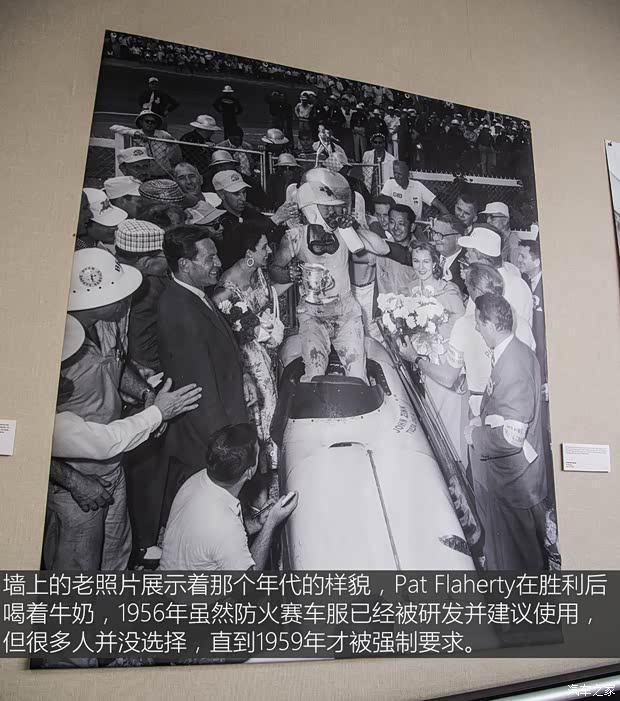 JOHN ZINK
墙上的老照片展示着那个年代的样貌，Pat Flaherty在胜利后
喝着牛奶，1956年虽然防火赛车服已经被研发并建议使用，
但很多人并没选择，直到1959年才被强制要求。
汽车之家